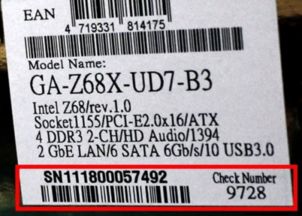 EAN
4 719331 814175
Model Name:
GA-Z68X-UD7-B3
Intel Z68/rev.1.0
Socket1155/PCI-E2.0x16/ATX
4 DDR3 2-CH/HD Audio/1394
2 GbE LAN/6 SATA 6Gb/s/10 USB3.0
SN111800057492
Check Number
9728